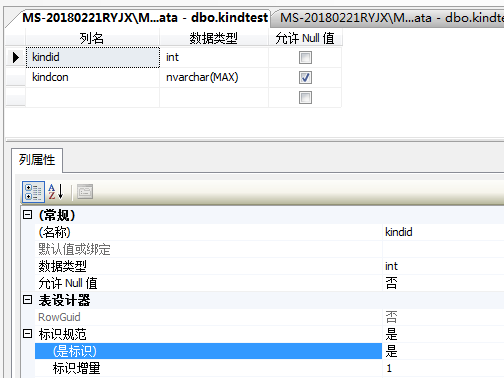 MS-20180221RYJX\M...ata - dbo.kindtest MS-20180221RYJX\M...ata - dbo.kindtest
列名 数据类型 允许 Null 值
kindid int
kindcon nvarchar(MAX)
列属性
(常规)
(名称) kindid
默认值或绑定
数据类型 int
允许 Null 值 否
表设计器
RowGuid 否
标识规范 是
(是标识) 是
标识增量 1